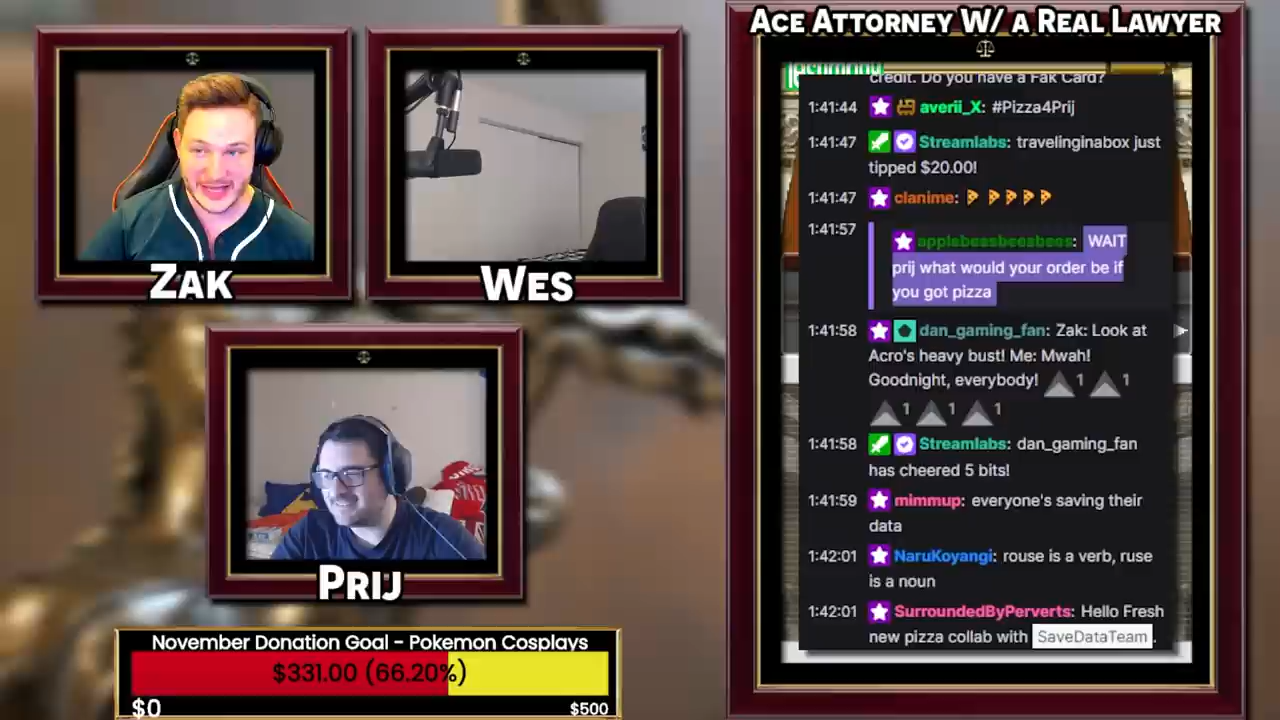 ACE ATTORNEY W/ A REAL LAWYER
ZAK
WES
PRIJ
November Donation Goal - Pokemon Cosplays
$331.00 (66.20%)
$0
$500
credit. Do you have a Fak Card?
1:41:44 averii_X: #Pizza4Prij
1:41:47 Streamlabs: travelinginabox just
tipped $20.00!
1:41:47 clanime:
1:41:57 applebeesbeesbees: WAIT
prij what would your order be if
you got pizza
1:41:58 dan_gaming_fan: Zak: Look at
Acro's heavy bust! Me: Mwah!
Goodnight, everybody! 1 1
1 1 1
1:41:58 Streamlabs: dan_gaming_fan
has cheered 5 bits!
1:41:59 mimmup: everyone's saving their
data
1:42:01 NaruKoyangi: rouse is a verb, ruse
is a noun
1:42:01 SurroundedByPerverts: Hello Fresh
new pizza collab with SaveDataTeam.